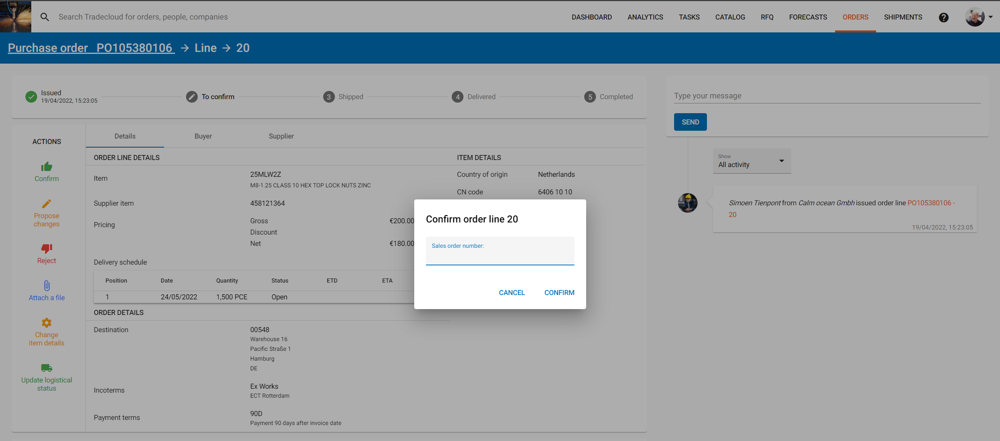 Search Tradecloud for orders, people, companies
DASHBOARD ANALYTICS TASKS CATALOG RFQ FORECASTS ORDERS SHIPMENTS ?
Purchase order PO105380106 → Line → 20
Issued
19/04/2022, 15:23:05
To confirm
3 Shipped
4 Delivered
5 Completed
ACTIONS
Confirm
Propose
changes
Reject
Attach a file
Change
item details
Update logistical
status
Details Buyer Supplier
ORDER LINE DETAILS
Item 25MLW2Z
M8-1.25 CLASS 10 HEX TOP LOCK NUTS ZINC
Supplier item 458121364
Pricing
Gross €200.00
Discount
Net €180.00
Delivery schedule
Position Date Quantity Status ETD ETA
1 24/05/2022 1,500 PCE Open
ORDER DETAILS
Destination 00548
Warehouse 16
Pacific Straße 1
Hamburg
DE
Incoterms Ex Works
ECT Rotterdam
Payment terms 90D
Payment 90 days after invoice date
ITEM DETAILS
Country of origin Netherlands
CN code 6406 10 10
Confirm order line 20
Sales order number:
CANCEL CONFIRM
Type your message
SEND
Show
All activity
Simoen Tienpont from Calm ocean Gmbh issued order line PO105380106 -
20
19/04/2022, 15:23:05